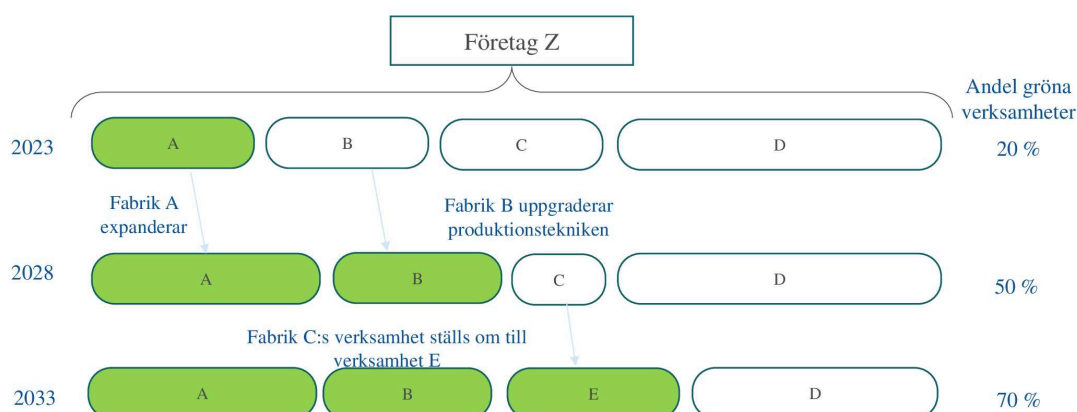 Företag Z
Andel gröna
verksamheter
2023
A
B
C
D
20 %
Fabrik A
expanderar
Fabrik B uppgraderar
produktionstekniken
2028
A
B
C
D
50 %
Fabrik C:s verksamhet ställs om till
verksamhet E
2033
A
B
E
D
70 %